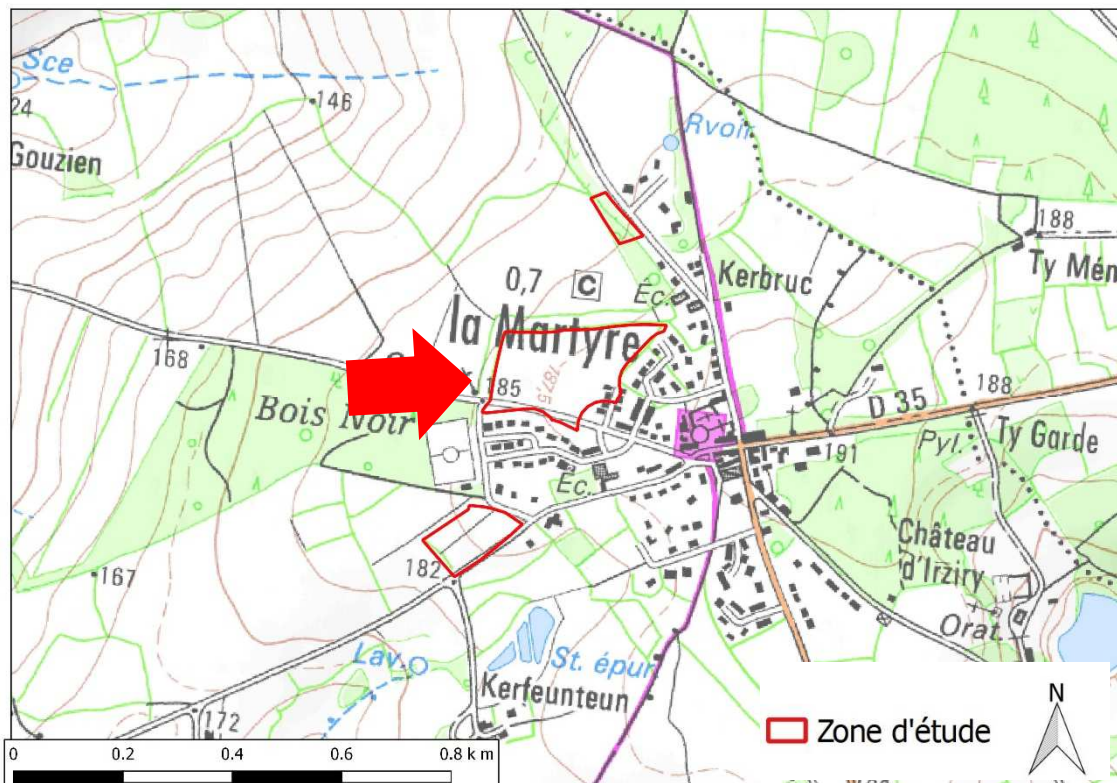 Sce
24
146
Gouzien
Rvoir
188
Ty Mén
Kerbruc
0,7
C
Éc.
la Martyre
168
185
187,5
Bois Noir
D 35
188
Ty Garde
Pyl.
191
Éc.
Château
d'Irziry
167
182
Orat.
Lav.
St. épur
Kerfeunteun
172
N
Zone d'étude
0 0.2 0.4 0.6 0.8 km